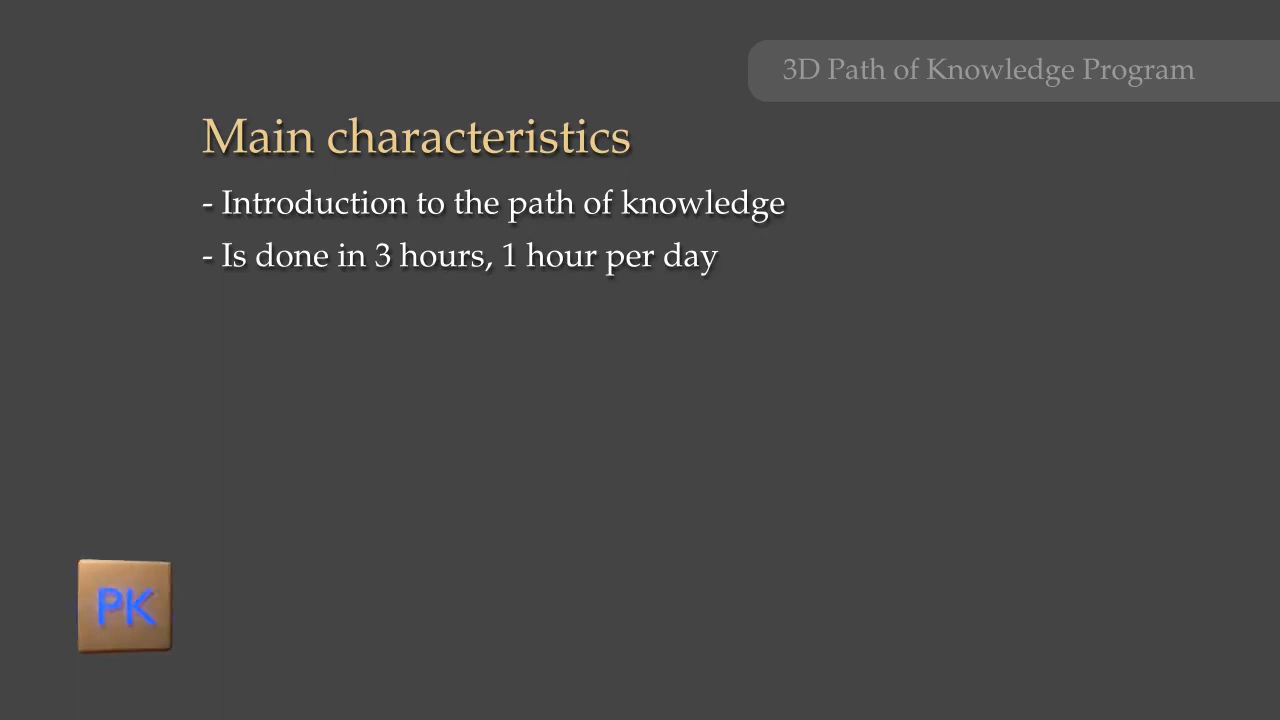 3D Path of Knowledge Program
Main characteristics
- Introduction to the path of knowledge
- Is done in 3 hours, 1 hour per day
PK